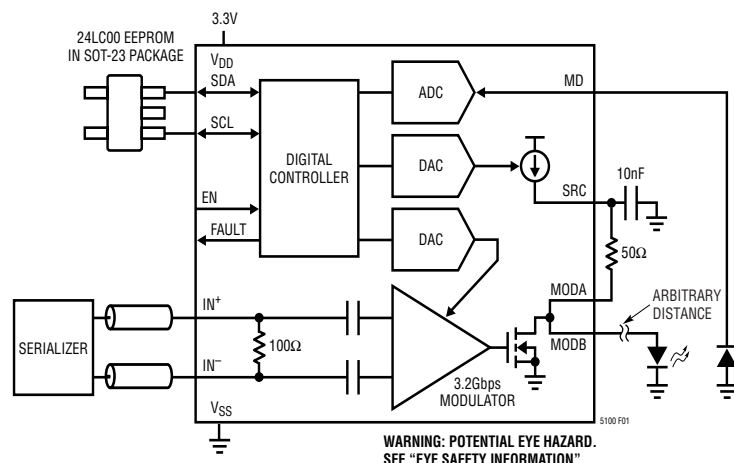 24LC00 EEPROM
IN SOT-23 PACKAGE
3.3V
VDD
SDA
SCL
EN
FAULT
DIGITAL
CONTROLLER
ADC
DAC
DAC
MD
SRC
10nF
50Ω
MODA
MODB
ARBITRARY
DISTANCE
SERIALIZER
IN+
IN–
100Ω
3.2Gbps
MODULATOR
VSS
5100 F01
WARNING: POTENTIAL EYE HAZARD.
SEE “EYE SAFETY INFORMATION”